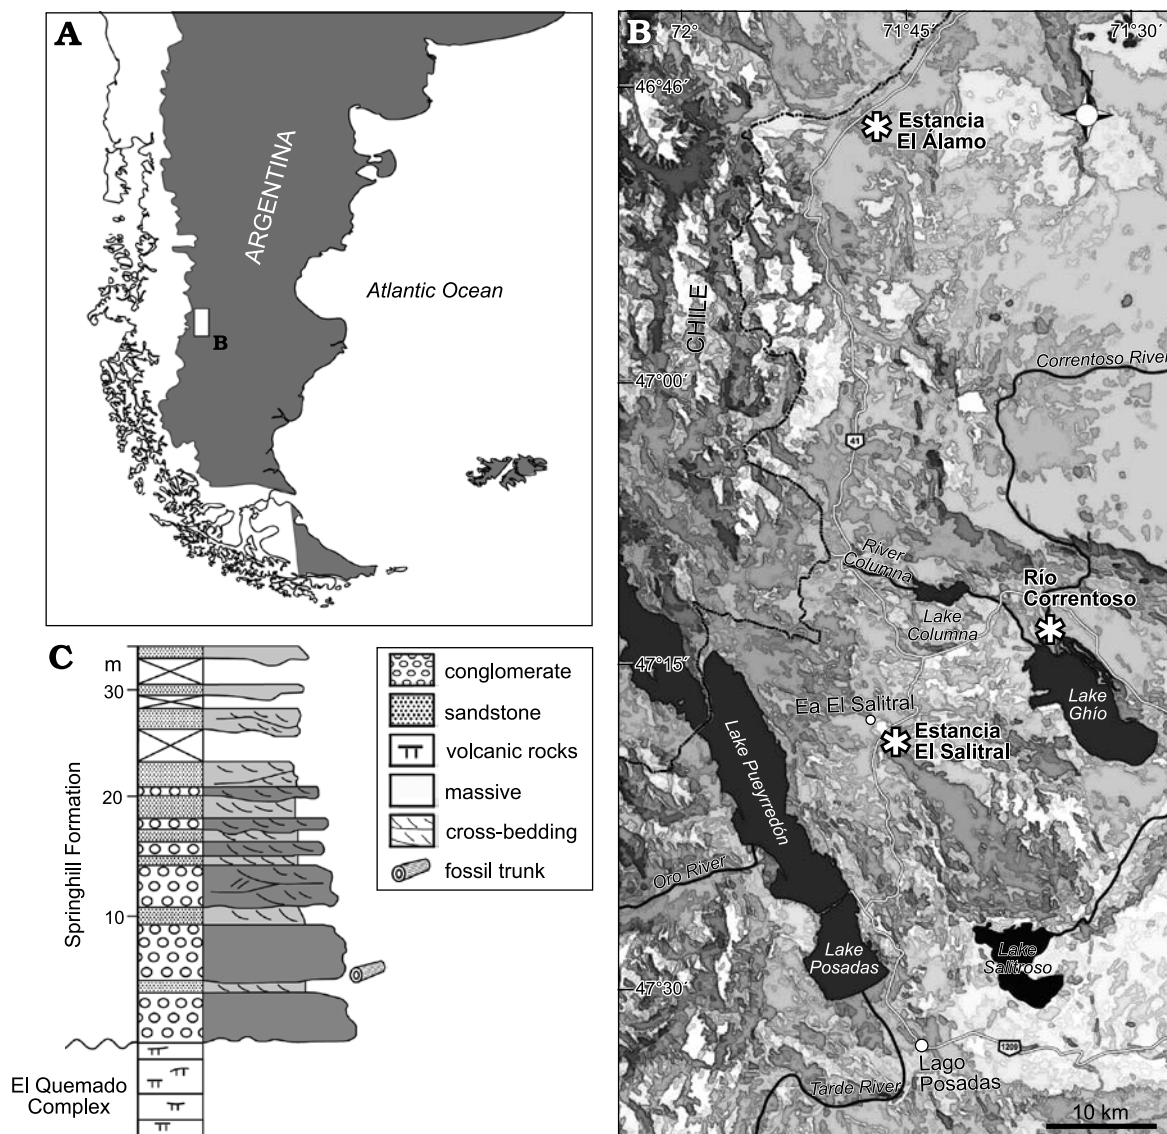 A
ARGENTINA
Atlantic Ocean
B
B
72°
71°45´
71°30´
46°46´
N
Estancia
El Álamo
CHILE
Correntoso River
47°00´
41
River
Columna
Río
Correntoso
Lake
Columna
47°15´
Ea El Salitral
Lake
Ghío
Estancia
El Salitral
Lake Pueyrredón
Oro River
Lake
Posadas
Lake
Salitroso
47°30´
1209
Lago
Posadas
Tarde River
10 km
C
m
30
20
10
Springhill Formation
El Quemado
Complex
conglomerate
sandstone
volcanic rocks
massive
cross-bedding
fossil trunk